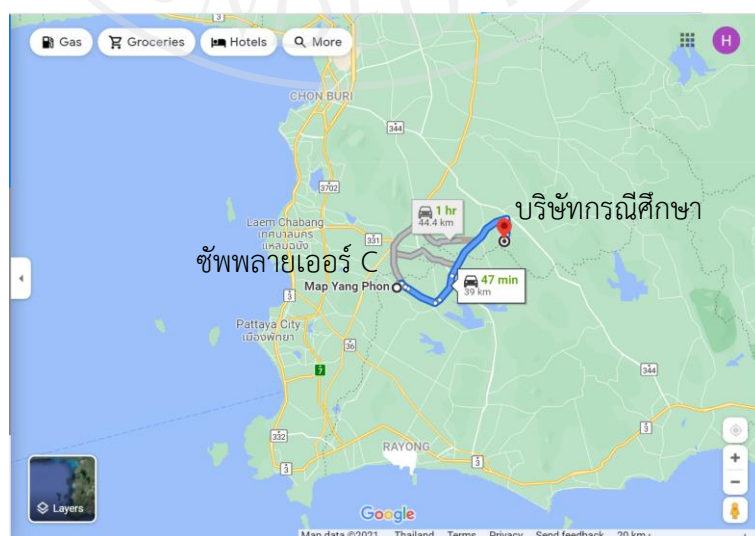 3
Gas
Groceries
Hotels
More
H
CHON BURI
344
3702
1 hr
44.4 km
บริษัทกรณีศึกษา
Laem Chabang
เทศบาลนคร
แหลมฉบัง
331
ซัพพลายเออร์ C
Map Yang Phon
47 min
39 km
3
Pattaya City
เมืองพัทยา
36
7
344
3
332
RAYONG
3
3
Layers
Google
Map data ©2021 Thailand Terms Privacy Send feedback 20 km